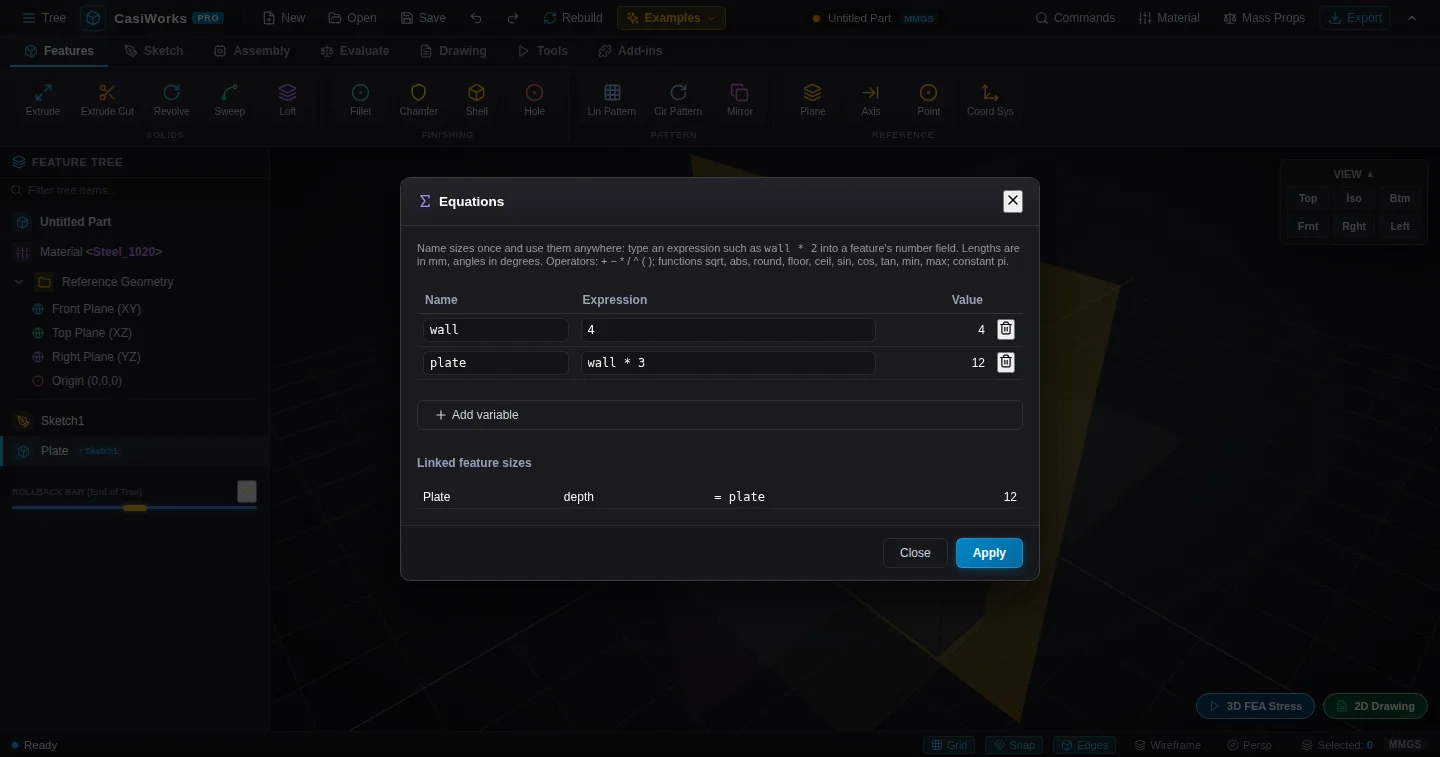 Tree CasiWorks PRO New Open Save Rebuild Examples Untitled Part MMGS Commands Material Mass Props Export
Features Sketch Assembly Evaluate Drawing Tools Add-ins
Extrude Extrude Cut Revolve Sweep Loft Fillet Chamfer Shell Hole Lin Pattern Cir Pattern Mirror Plane Axis Point Coord Sys
SOLIDS FINISHING PATTERN REFERENCE
FEATURE TREE
Filter tree items...
Untitled Part
Material <Steel_1020>
Reference Geometry
Front Plane (XY)
Top Plane (XZ)
Right Plane (YZ)
Origin (0,0,0)
Sketch1
Plate ↑ Sketch1
ROLLBACK BAR (End of Tree)
Equations
Name sizes once and use them anywhere: type an expression such as wall * 2 into a feature's number field. Lengths are
in mm, angles in degrees. Operators: + − * / ^ ( ); functions sqrt, abs, round, floor, ceil, sin, cos, tan, min, max; constant pi.
Name Expression Value
wall 4 4
plate wall * 3 12
Add variable
Linked feature sizes
Plate depth = plate 12
Close Apply
VIEW ▲
Top Iso Btm
Frnt Rght Left
3D FEA Stress 2D Drawing
Ready Grid Snap Edges Wireframe Persp Selected: 0 MMGS